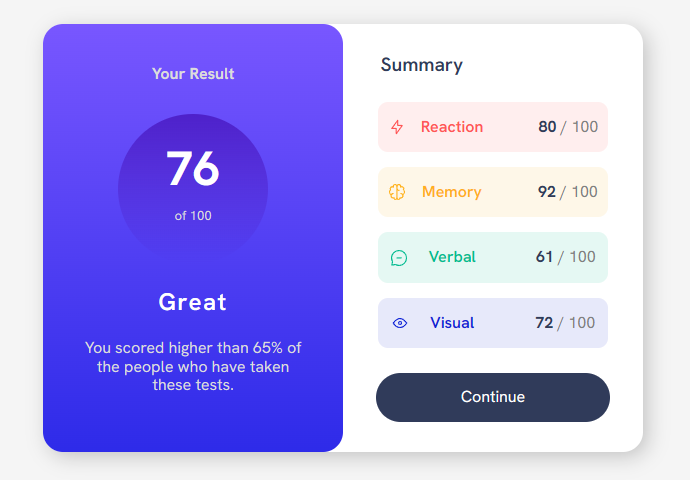 Your Result
76
of 100
Great
You scored higher than 65% of
the people who have taken
these tests.
Summary
Reaction 80 / 100
Memory 92 / 100
Verbal 61 / 100
Visual 72 / 100
Continue